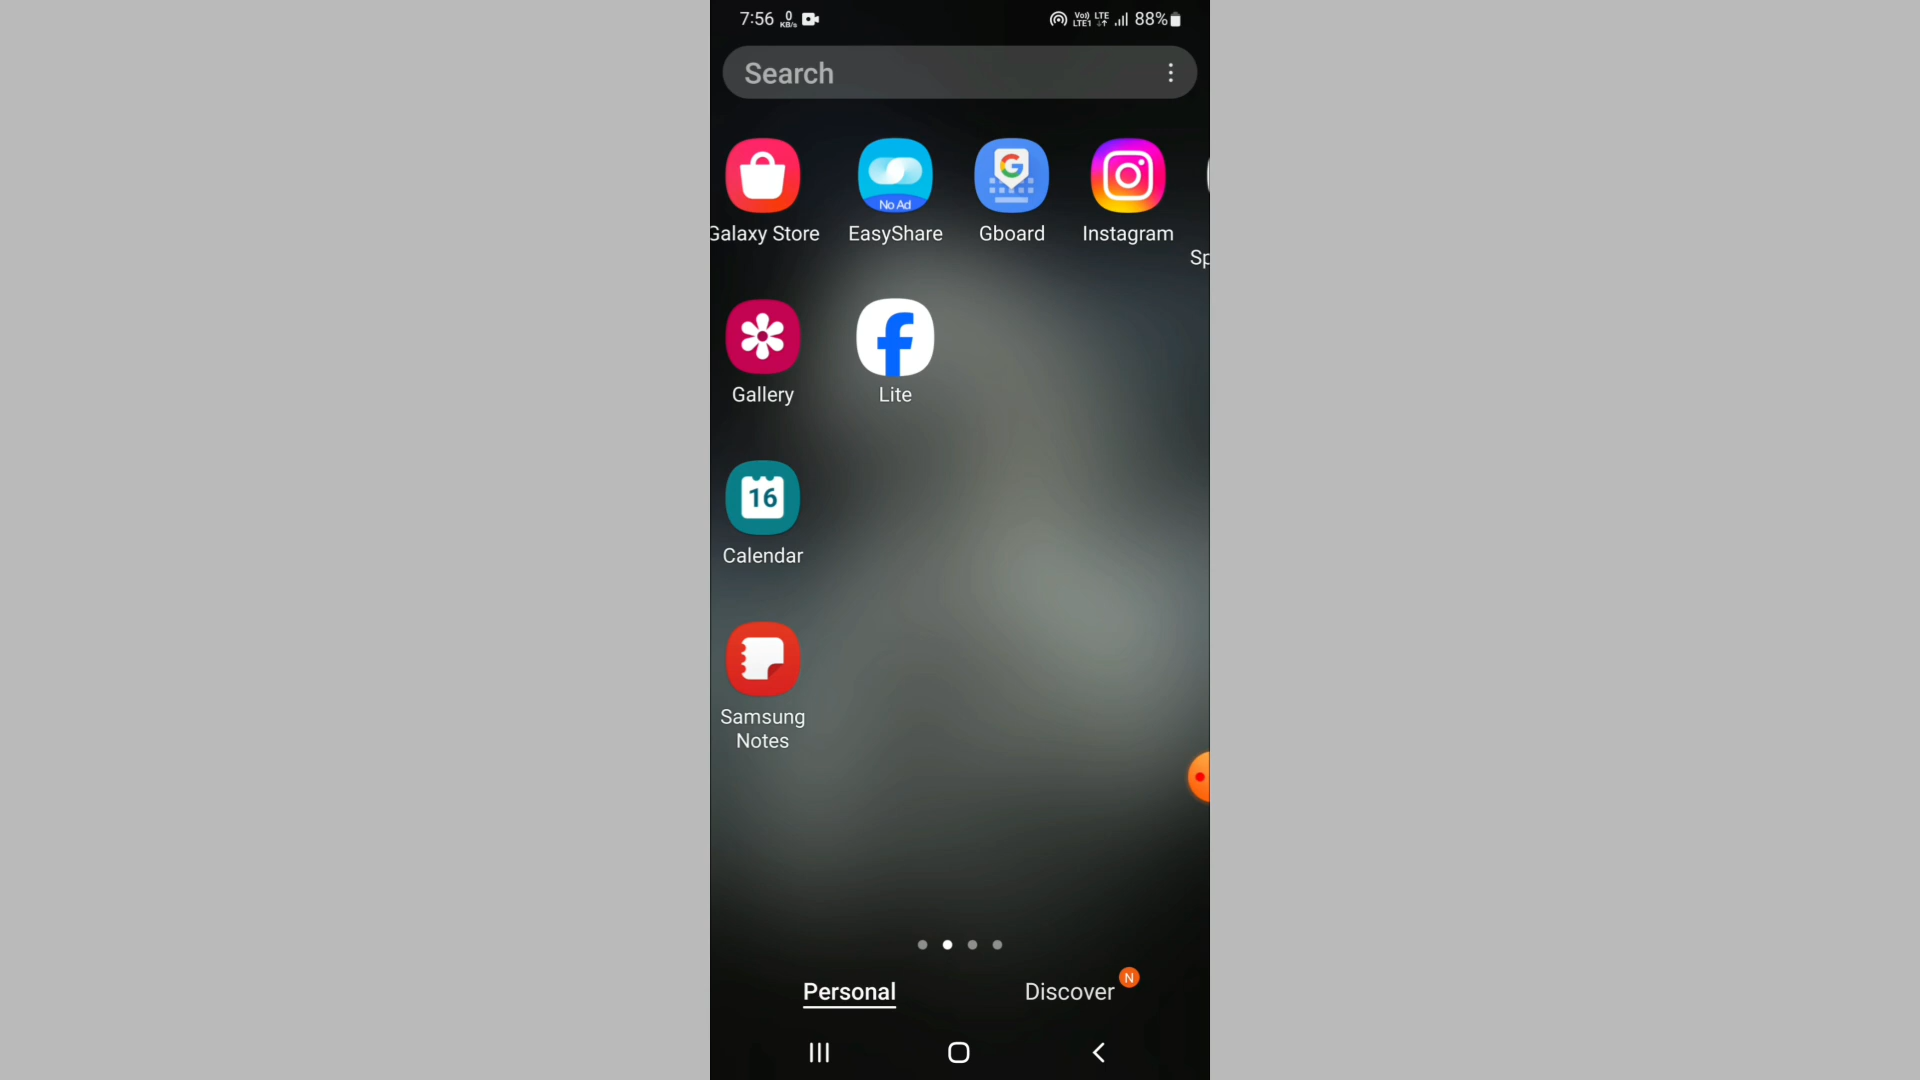 7:56 0 KB/s Vo) LTE1 LTE 88%
Search
Galaxy Store EasyShare Gboard Instagram
No Ad
Sp
Gallery Lite
16
Calendar
Samsung
Notes
Personal Discover N